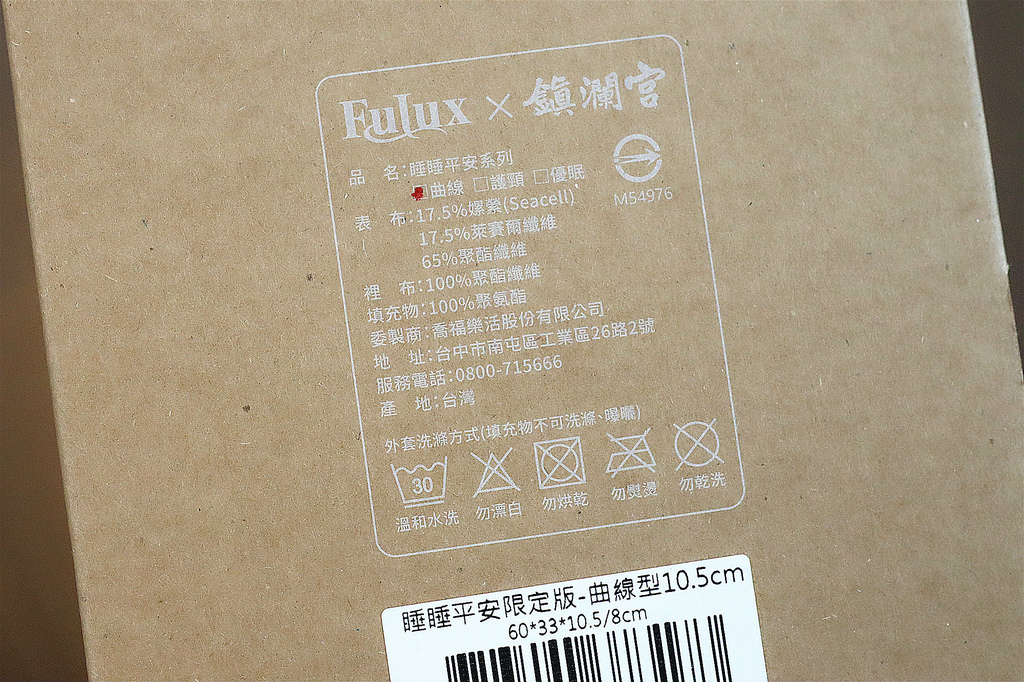 Fulux × 鎮瀾宮
品 名:睡睡平安系列
□曲線 □護頸 □優眠
M54976
表 布:17.5%嫘縈(Seacell)
17.5%萊賽爾纖維
65%聚酯纖維
裡 布:100%聚酯纖維
填充物:100%聚氨酯
委製商:喬福樂活股份有限公司
地 址:台中市南屯區工業區26路2號
服務電話:0800-715666
產 地:台灣
外套洗滌方式(填充物不可洗滌、曝曬)
30
溫和水洗 勿漂白 勿烘乾 勿熨燙 勿乾洗
睡睡平安限定版-曲線型10.5cm
60*33*10.5/8cm